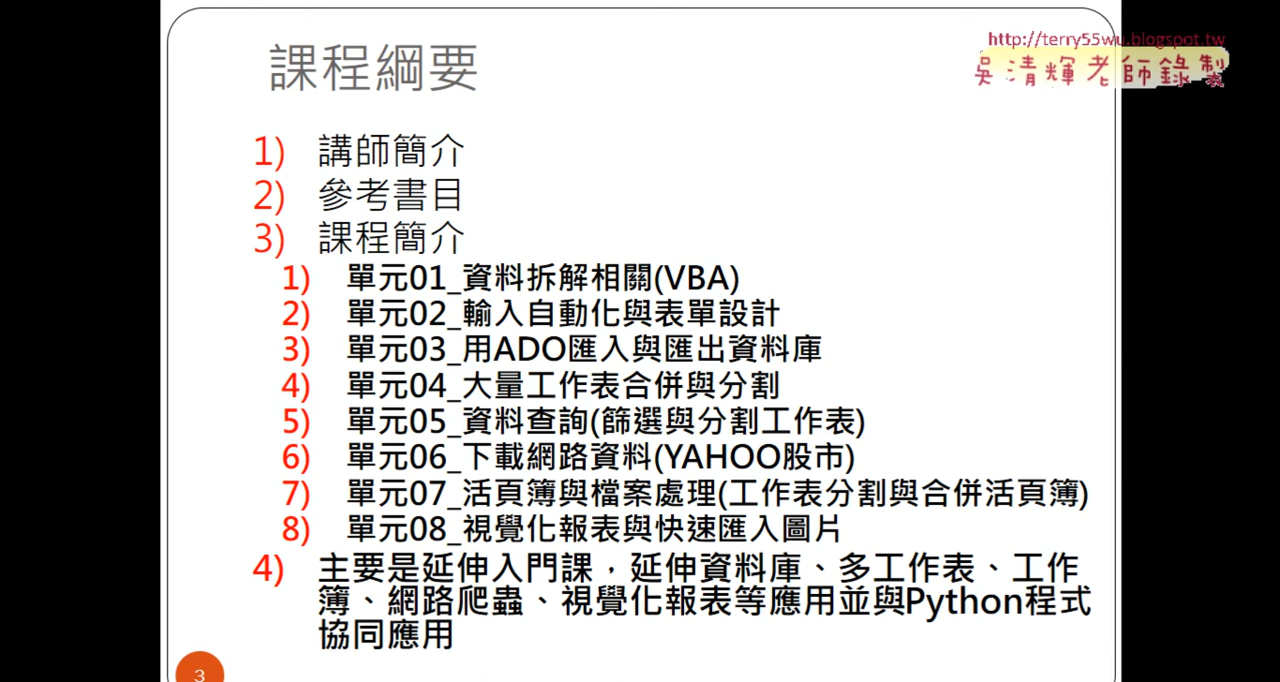 課程綱要
http://terry55wu.blogspot.tw
吳清輝老師錄製
1) 講師簡介
2) 參考書目
3) 課程簡介
1) 單元01_資料拆解相關(VBA)
2) 單元02_輸入自動化與表單設計
3) 單元03_用ADO匯入與匯出資料庫
4) 單元04_大量工作表合併與分割
5) 單元05_資料查詢(篩選與分割工作表)
6) 單元06_下載網路資料(YAHOO股市)
7) 單元07_活頁簿與檔案處理(工作表分割與合併活頁簿)
8) 單元08_視覺化報表與快速匯入圖片
4) 主要是延伸入門課，延伸資料庫、多工作表、工作
簿、網路爬蟲、視覺化報表等應用並與Python程式
協同應用
3